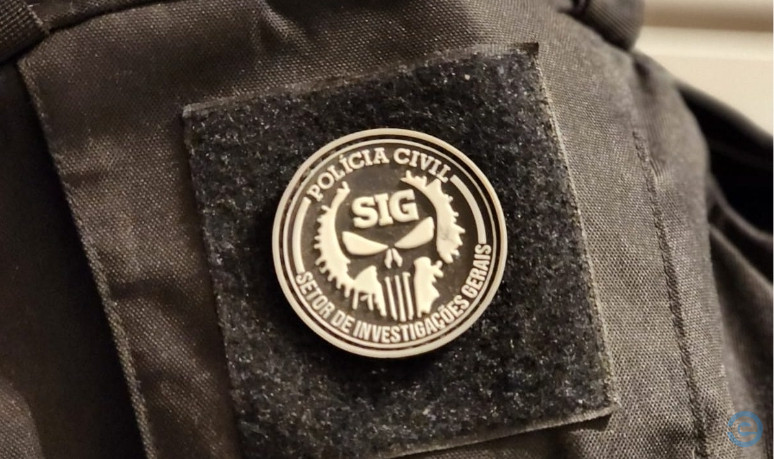 POLÍCIA CIVIL
SIG
SETOR DE INVESTIGAÇÕES GERAIS